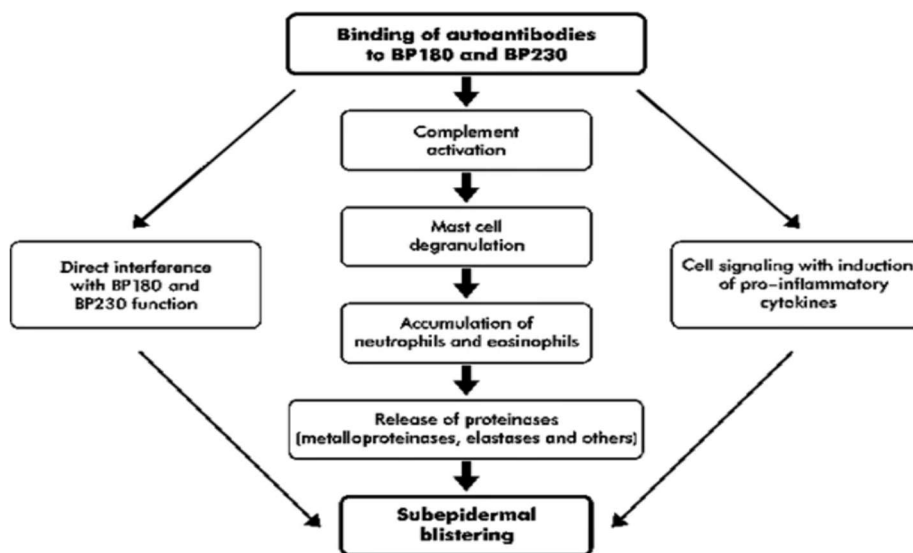 Binding of autoantibodies
to BP180 and BP230
Complement
activation
Mast cell
degranulation
Direct interference
with BP180 and
BP230 function
Cell signaling with induction
of pro-inflammatory
cytokines
Accumulation of
neutrophils and eosinophils
Release of proteinases
(metalloproteinases, elastases and others)
Subepidermal
blistering